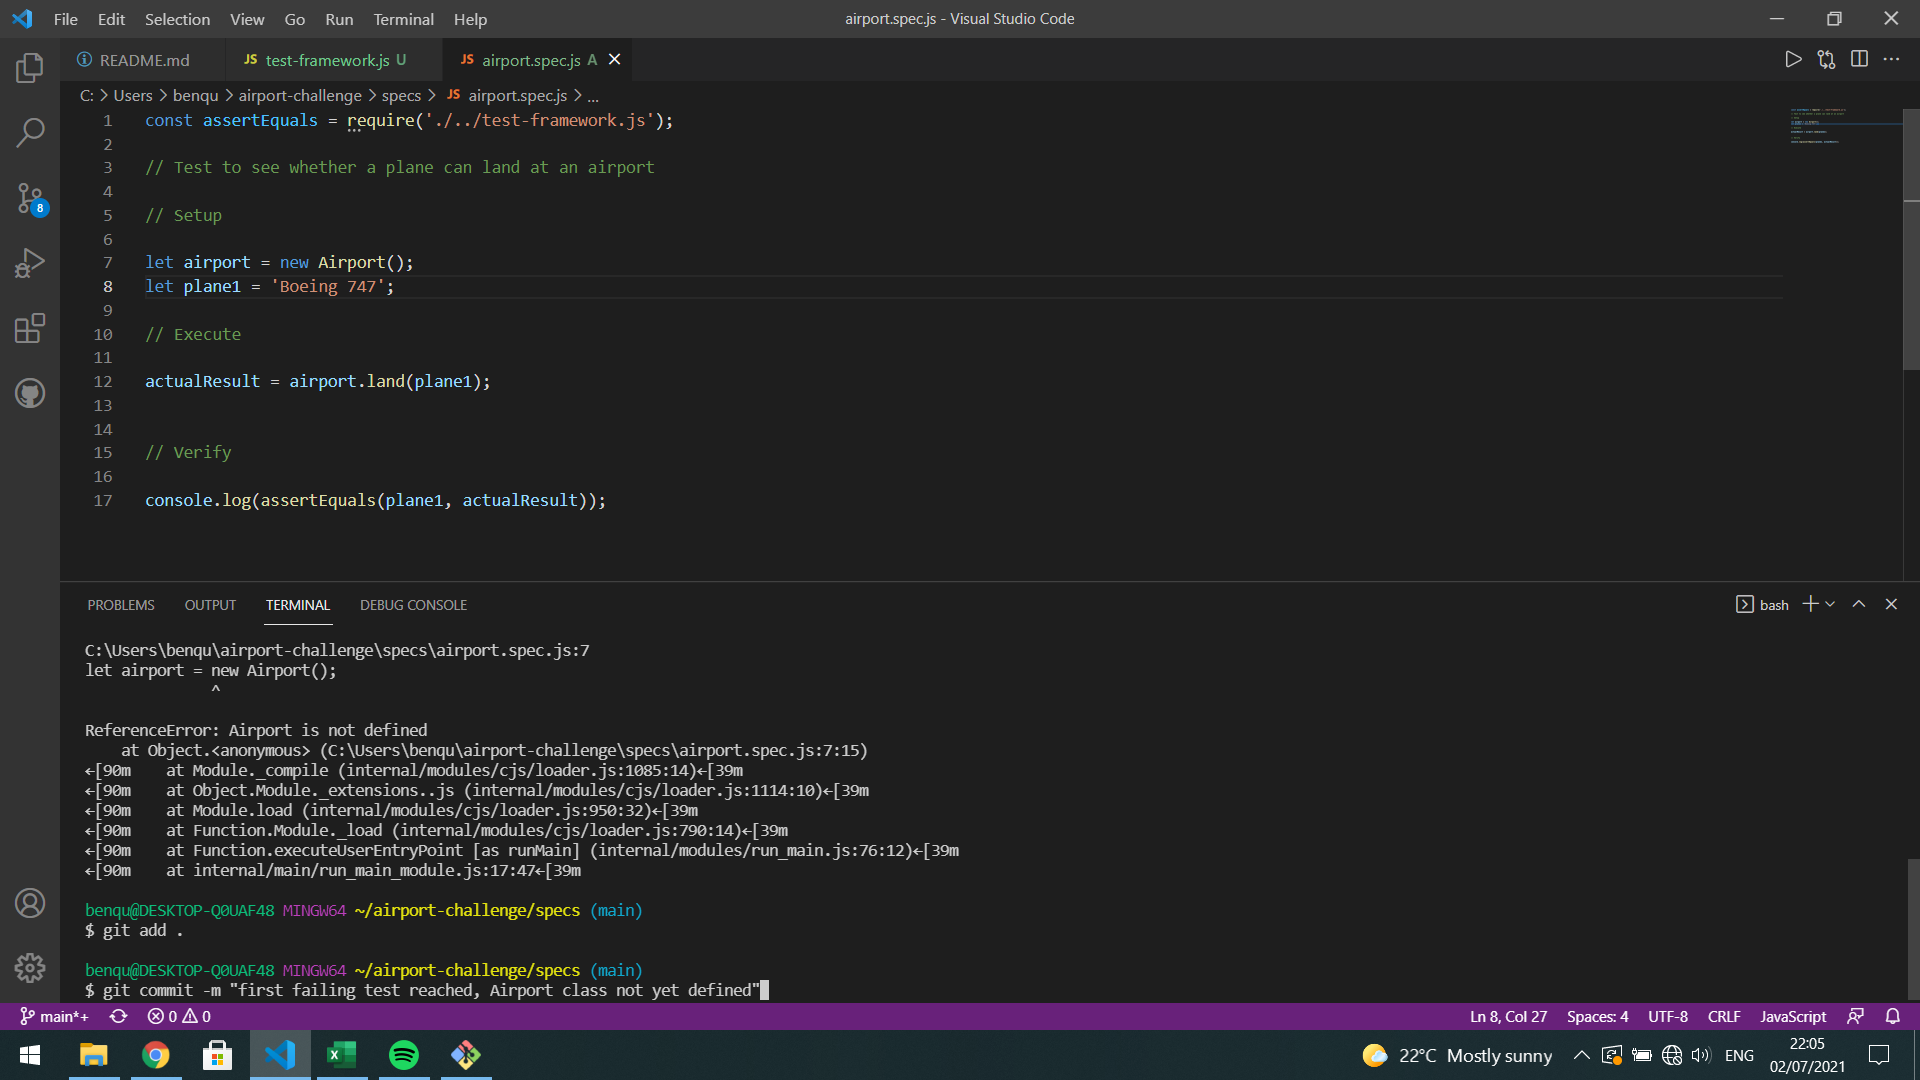 File Edit Selection View Go Run Terminal Help
airport.spec.js - Visual Studio Code
README.md
JS test-framework.js U
JS airport.spec.js A
C: > Users > benqu > airport-challenge > specs > JS airport.spec.js > ...
1 const assertEquals = require('./../test-framework.js');
2
3 // Test to see whether a plane can land at an airport
4
5 // Setup
6
7 let airport = new Airport();
8 let plane1 = 'Boeing 747';
9
10 // Execute
11
12 actualResult = airport.land(plane1);
13
14
15 // Verify
16
17 console.log(assertEquals(plane1, actualResult));
8
PROBLEMS OUTPUT TERMINAL DEBUG CONSOLE
bash
C:\Users\benqu\airport-challenge\specs\airport.spec.js:7
let airport = new Airport();
^
ReferenceError: Airport is not defined
at Object.<anonymous> (C:\Users\benqu\airport-challenge\specs\airport.spec.js:7:15)
←[90m    at Module._compile (internal/modules/cjs/loader.js:1085:14)←[39m
←[90m    at Object.Module._extensions..js (internal/modules/cjs/loader.js:1114:10)←[39m
←[90m    at Module.load (internal/modules/cjs/loader.js:950:32)←[39m
←[90m    at Function.Module._load (internal/modules/cjs/loader.js:790:14)←[39m
←[90m    at Function.executeUserEntryPoint [as runMain] (internal/modules/run_main.js:76:12)←[39m
←[90m    at internal/main/run_main_module.js:17:47←[39m
benqu@DESKTOP-Q0UAF48 MINGW64 ~/airport-challenge/specs (main)
$ git add .
benqu@DESKTOP-Q0UAF48 MINGW64 ~/airport-challenge/specs (main)
$ git commit -m "first failing test reached, Airport class not yet defined"
main*+ 0 0
Ln 8, Col 27 Spaces: 4 UTF-8 CRLF JavaScript
22°C Mostly sunny
ENG
22:05
02/07/2021